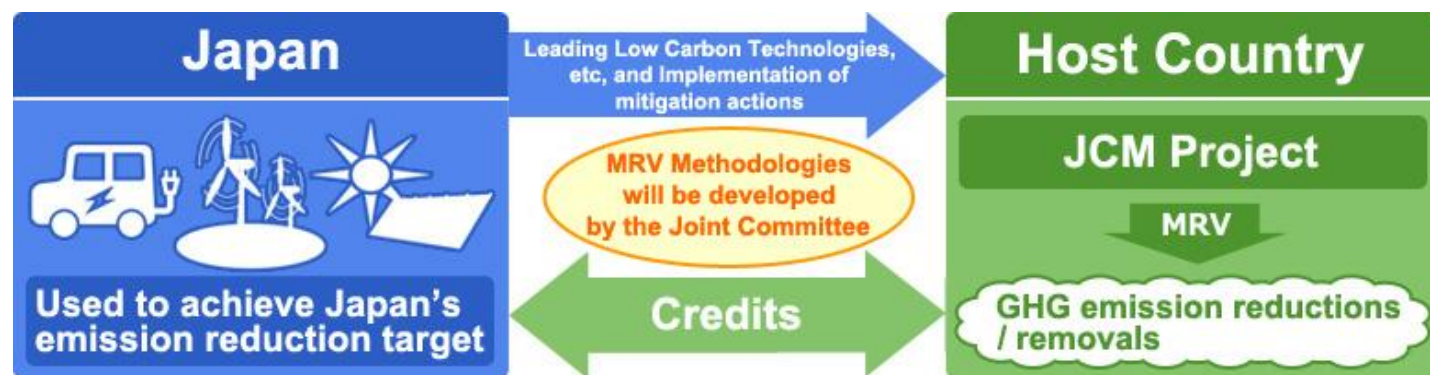 Japan
Leading Low Carbon Technologies,
etc, and Implementation of
mitigation actions
Host Country
MRV Methodologies
will be developed
by the Joint Committee
JCM Project
MRV
Used to achieve Japan's
emission reduction target
Credits
GHG emission reductions
/ removals